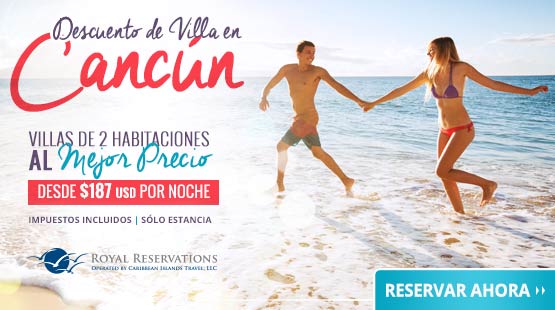 Descuento de Villa en
Cancún
VILLAS DE 2 HABITACIONES
AL Mejor Precio
DESDE $187 USD POR NOCHE
IMPUESTOS INCLUIDOS | SÓLO ESTANCIA
ROYAL RESERVATIONS
OPERATED BY CARIBBEAN ISLANDS TRAVEL, LLC
RESERVAR AHORA